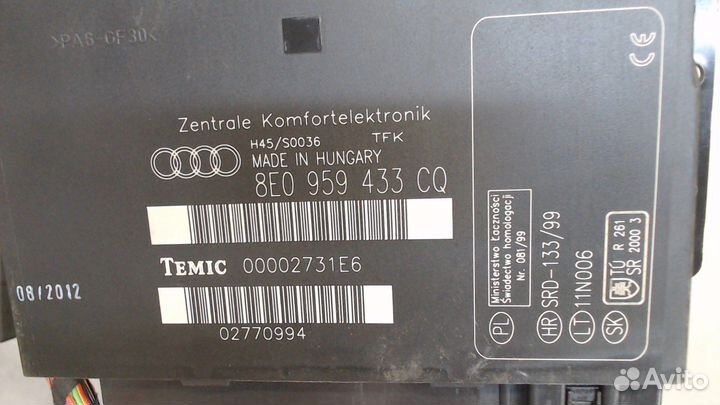 >PA6-GF30<
Zentrale Komfortelektronik
H45/S0036 TFK
MADE IN HUNGARY
8E0 959 433 CQ
TEMIC 00002731E6
08/2012
02770994
CE
PL Ministerstwo Łączności
Świadectwo homologacji
Nr. 081/99
HR SRD-133/99
LT 11N006
SK TÚ R 261
SR 2000 3
Avito